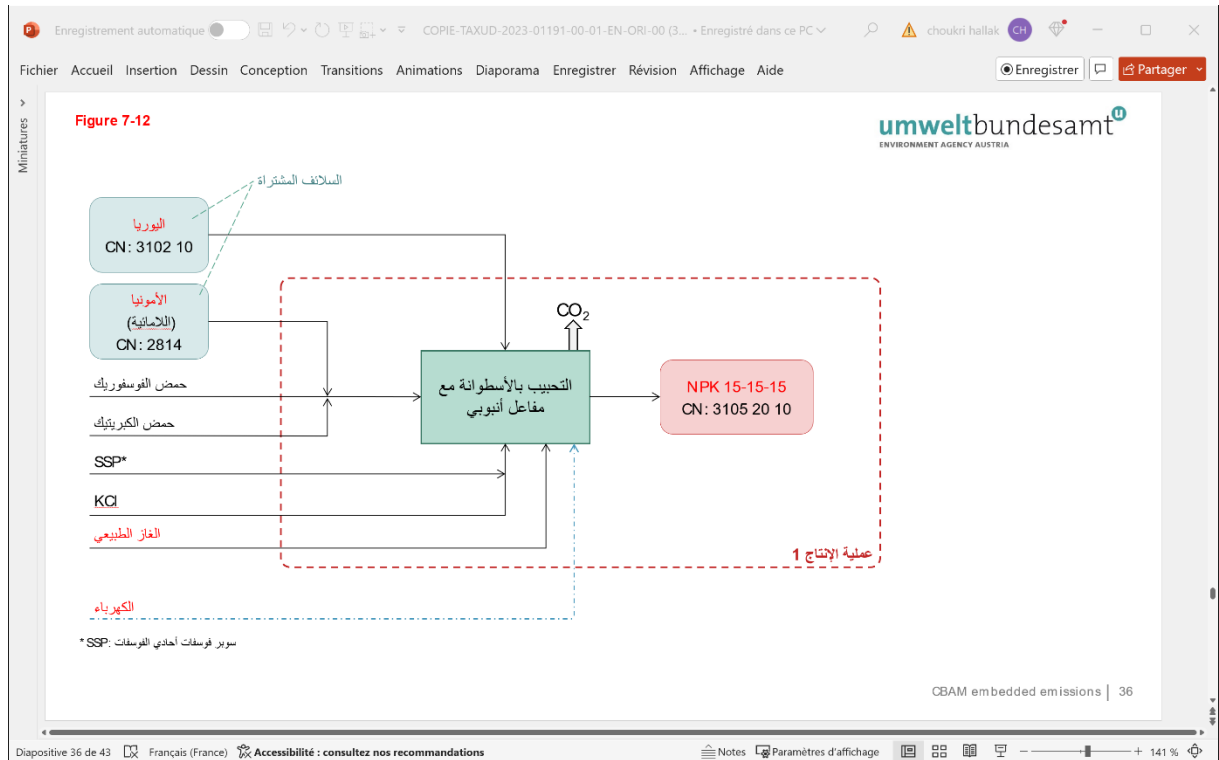 Enregistrement automatique
COPIE-TAXUD-2023-01191-00-01-EN-ORI-00 (3... • Enregistré dans ce PC
choukri hallak
CH
Fichier Accueil Insertion Dessin Conception Transitions Animations Diaporama Enregistrer Révision Affichage Aide
Enregistrer
Partager
Miniatures
Figure 7-12
umweltbundesamt
ENVIRONMENT AGENCY AUSTRIA
السلائف المشتراة
اليوريا
CN: 3102 10
الأمونيا
(اللامائية)
CN: 2814
CO2
التحبيب بالأسطوانة مع
مفاعل أنبوبي
NPK 15-15-15
CN: 3105 20 10
حمض الفوسفوريك
حمض الكبريتيك
SSP*
KCl
الغاز الطبيعي
عملية الإنتاج 1
الكهرباء
* SSP: سوبر فوسفات أحادي الفوسفات
CBAM embedded emissions | 36
Diapositive 36 de 43 Français (France) Accessibilité : consultez nos recommandations Notes Paramètres d'affichage 141 %